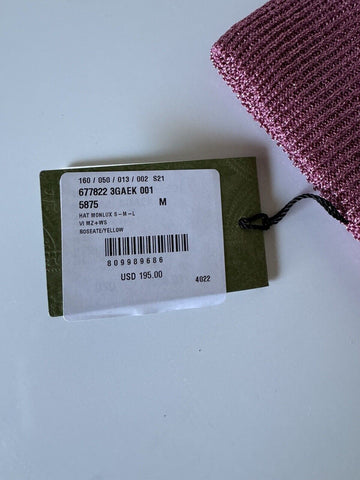 160 / 050 / 013 / 002 S21
677822 3GAEK 001
5875 M
HAT MONLUX S-M-L
VI MZ+WS
ROSEATE/YELLOW
809989686
USD 195.00
4022